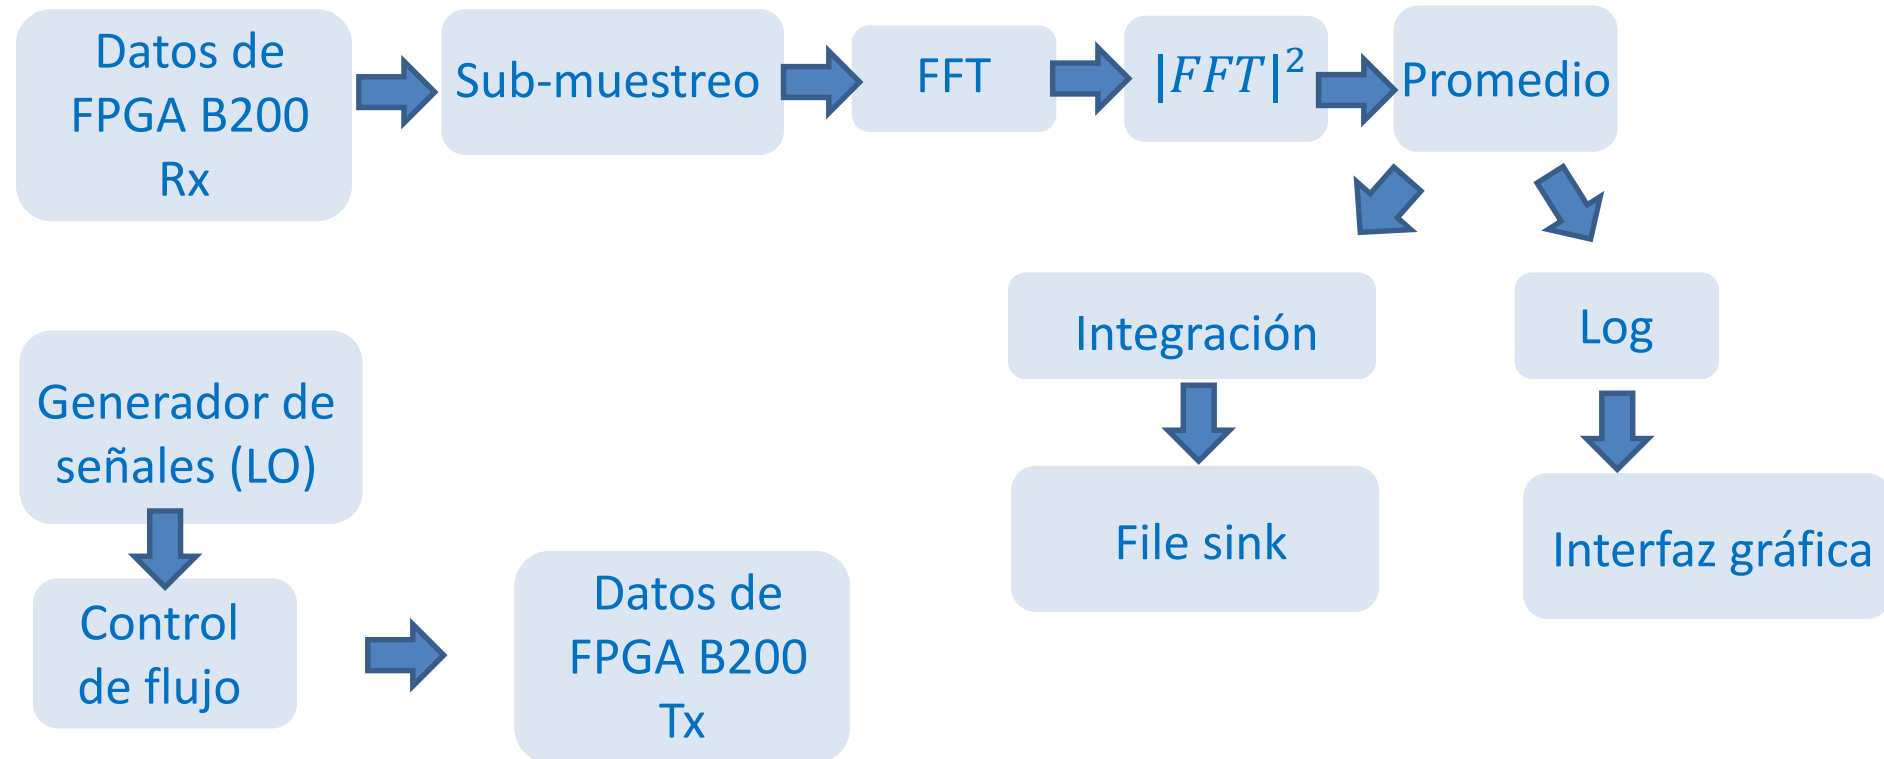 Datos de
FPGA B200
Rx
Sub-muestreo
FFT
|FFT|²
Promedio
Integración
Log
File sink
Interfaz gráfica
Generador de
señales (LO)
Control
de flujo
Datos de
FPGA B200
Tx